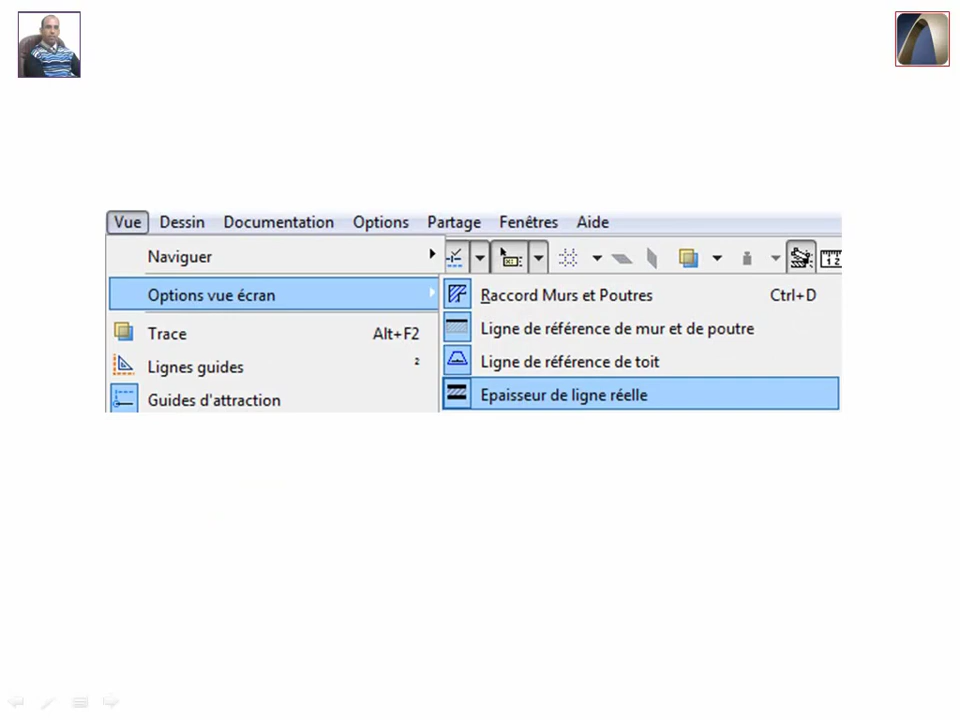 Vue Dessin Documentation Options Partage Fenêtres Aide
Naviguer
Options vue écran
Trace Alt+F2
Lignes guides ²
Guides d'attraction
Raccord Murs et Poutres Ctrl+D
Ligne de référence de mur et de poutre
Ligne de référence de toit
Epaisseur de ligne réelle